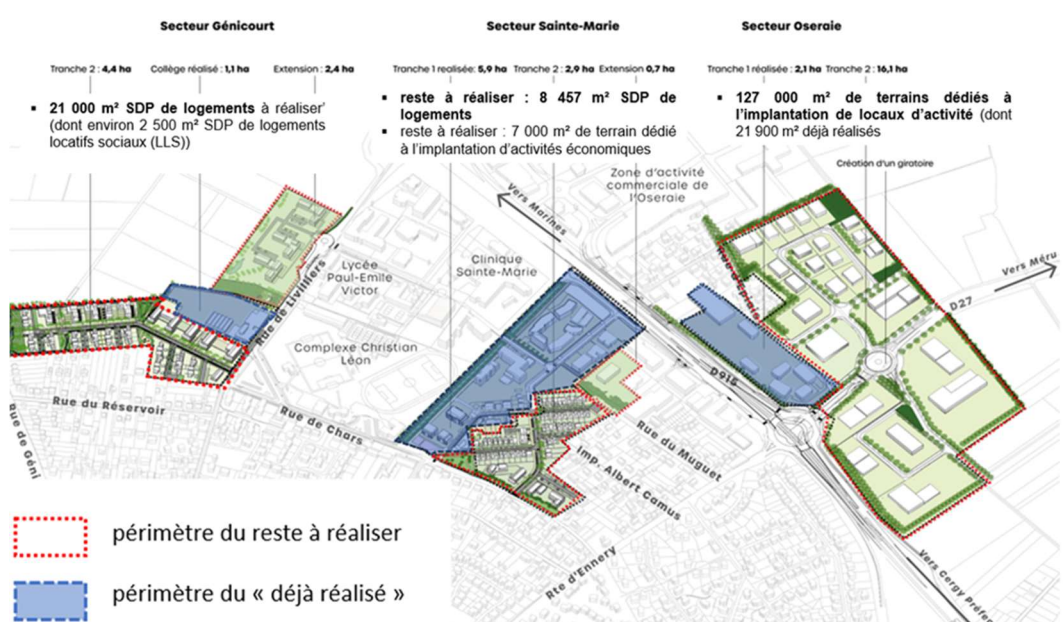 Secteur Génicourt
Tranche 2 : 4,4 ha Collège réalisé : 1,1 ha Extension : 2,4 ha
▪ 21 000 m² SDP de logements à réaliser’
(dont environ 2 500 m² SDP de logements
locatifs sociaux (LLS))
Secteur Sainte-Marie
Tranche 1 realisée: 5,9 ha Tranche 2 : 2,9 ha Extension 0,7 ha
▪ reste à réaliser : 8 457 m² SDP de
logements
▪ reste à réaliser : 7 000 m² de terrain dédié
à l’implantation d’activités économiques
Secteur Oseraie
Tranche 1 réalisée : 2,1 ha Tranche 2 : 16,1 ha
▪ 127 000 m² de terrains dédiés à
l’implantation de locaux d’activité (dont
21 900 m² déjà réalisés
Création d'un giratoire
Zone d'activité
commerciale de
l'Oseraie
Vers Marines
Clinique
Sainte-Marie
Lycée
Paul-Emile
Victor
Rue de Livilliers
Complexe Christian
Léon
Vers Méru
D27
D915
Rue du Réservoir
Rue de Chars
Rue de Géni
Rue du Muguet
Imp. Albert Camus
Rte d'Ennery
Vers Cergy Préfer
périmètre du reste à réaliser
périmètre du « déjà réalisé »